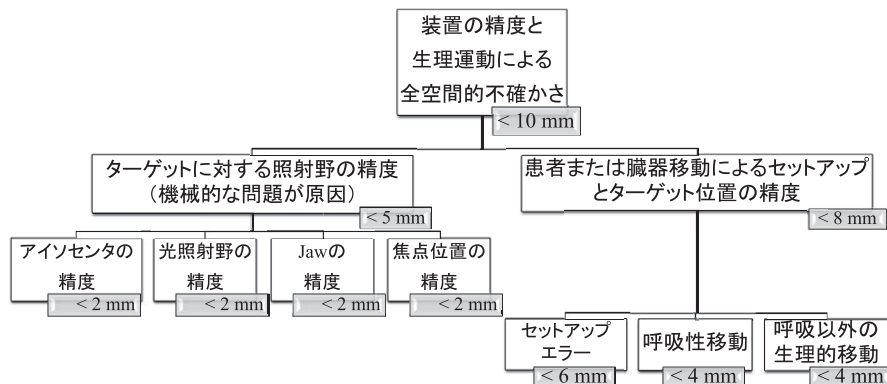 装置の精度と
生理運動による
全空間的不確かさ
< 10 mm
ターゲットに対する照射野の精度
(機械的な問題が原因)
< 5 mm
患者または臓器移動によるセットアップ
とターゲット位置の精度
< 8 mm
アイソセンタの
精度
< 2 mm
光照射野の
精度
< 2 mm
Jawの
精度
< 2 mm
焦点位置の
精度
< 2 mm
セットアップ
エラー
< 6 mm
呼吸性移動
< 4 mm
呼吸以外の
生理的移動
< 4 mm